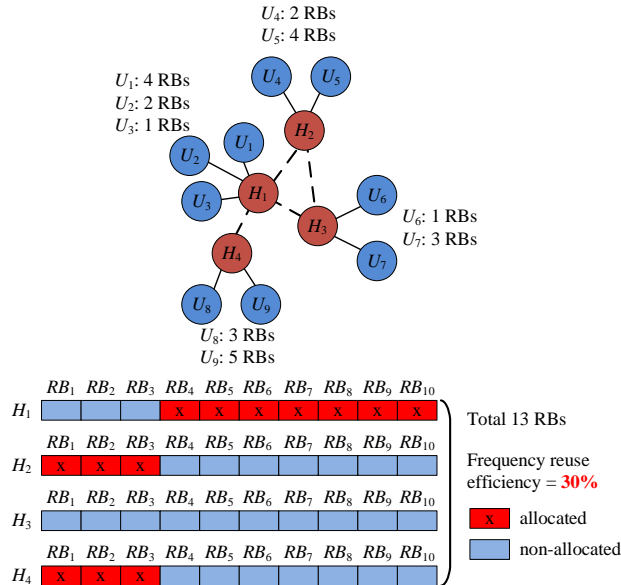 U4: 2 RBs
U5: 4 RBs
U1: 4 RBs
U2: 2 RBs
U3: 1 RBs
U4 U5
H2
U1
U2
H1
U3
U6
H3
U6: 1 RBs
U7: 3 RBs
H4
U7
U8 U9
U8: 3 RBs
U9: 5 RBs
RB1 RB2 RB3 RB4 RB5 RB6 RB7 RB8 RB9 RB10
H1 x x x x x x x
Total 13 RBs
RB1 RB2 RB3 RB4 RB5 RB6 RB7 RB8 RB9 RB10
H2 x x x
Frequency reuse
efficiency = 30%
RB1 RB2 RB3 RB4 RB5 RB6 RB7 RB8 RB9 RB10
H3
x allocated
non-allocated
RB1 RB2 RB3 RB4 RB5 RB6 RB7 RB8 RB9 RB10
H4 x x x